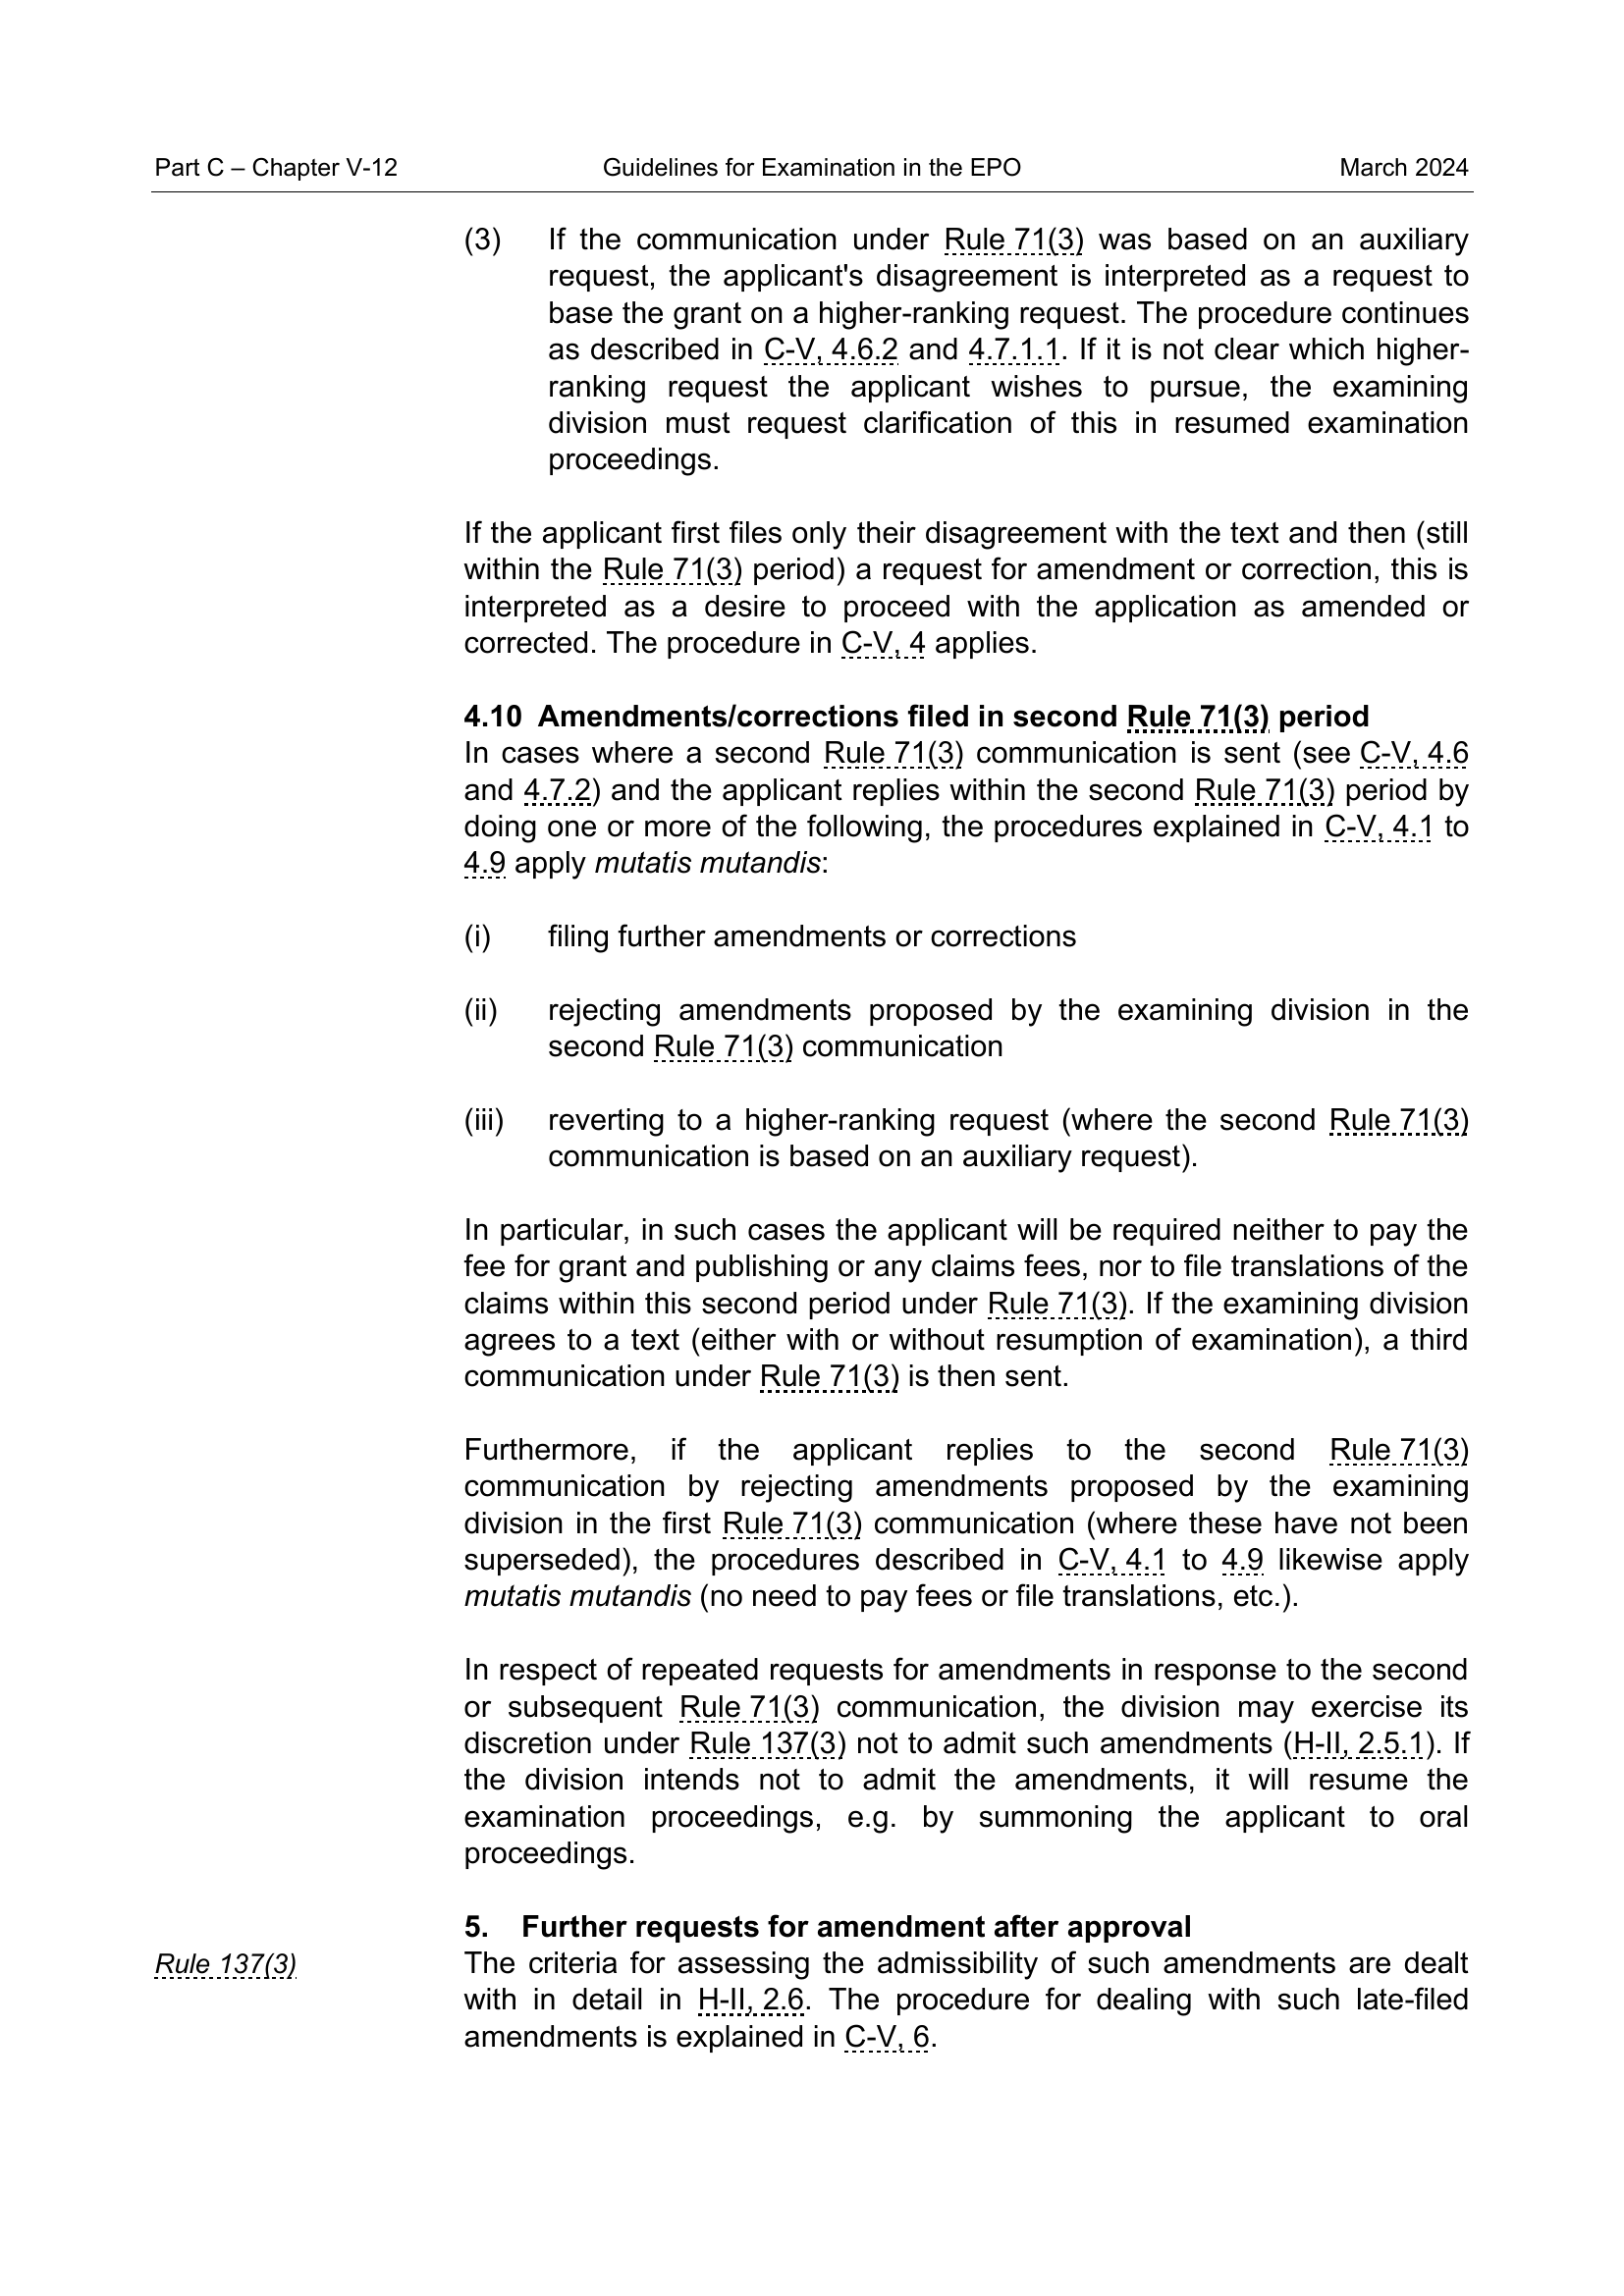 Part C – Chapter V-12 Guidelines for Examination in the EPO March 2024
(3) If the communication under Rule 71(3) was based on an auxiliary
request, the applicant's disagreement is interpreted as a request to
base the grant on a higher-ranking request. The procedure continues
as described in C-V, 4.6.2 and 4.7.1.1. If it is not clear which higher-
ranking request the applicant wishes to pursue, the examining
division must request clarification of this in resumed examination
proceedings.
If the applicant first files only their disagreement with the text and then (still
within the Rule 71(3) period) a request for amendment or correction, this is
interpreted as a desire to proceed with the application as amended or
corrected. The procedure in C-V, 4 applies.
4.10 Amendments/corrections filed in second Rule 71(3) period
In cases where a second Rule 71(3) communication is sent (see C-V, 4.6
and 4.7.2) and the applicant replies within the second Rule 71(3) period by
doing one or more of the following, the procedures explained in C-V, 4.1 to
4.9 apply mutatis mutandis:
(i) filing further amendments or corrections
(ii) rejecting amendments proposed by the examining division in the
second Rule 71(3) communication
(iii) reverting to a higher-ranking request (where the second Rule 71(3)
communication is based on an auxiliary request).
In particular, in such cases the applicant will be required neither to pay the
fee for grant and publishing or any claims fees, nor to file translations of the
claims within this second period under Rule 71(3). If the examining division
agrees to a text (either with or without resumption of examination), a third
communication under Rule 71(3) is then sent.
Furthermore, if the applicant replies to the second Rule 71(3)
communication by rejecting amendments proposed by the examining
division in the first Rule 71(3) communication (where these have not been
superseded), the procedures described in C-V, 4.1 to 4.9 likewise apply
mutatis mutandis (no need to pay fees or file translations, etc.).
In respect of repeated requests for amendments in response to the second
or subsequent Rule 71(3) communication, the division may exercise its
discretion under Rule 137(3) not to admit such amendments (H-II, 2.5.1). If
the division intends not to admit the amendments, it will resume the
examination proceedings, e.g. by summoning the applicant to oral
proceedings.
5. Further requests for amendment after approval
Rule 137(3) The criteria for assessing the admissibility of such amendments are dealt
with in detail in H-II, 2.6. The procedure for dealing with such late-filed
amendments is explained in C-V, 6.